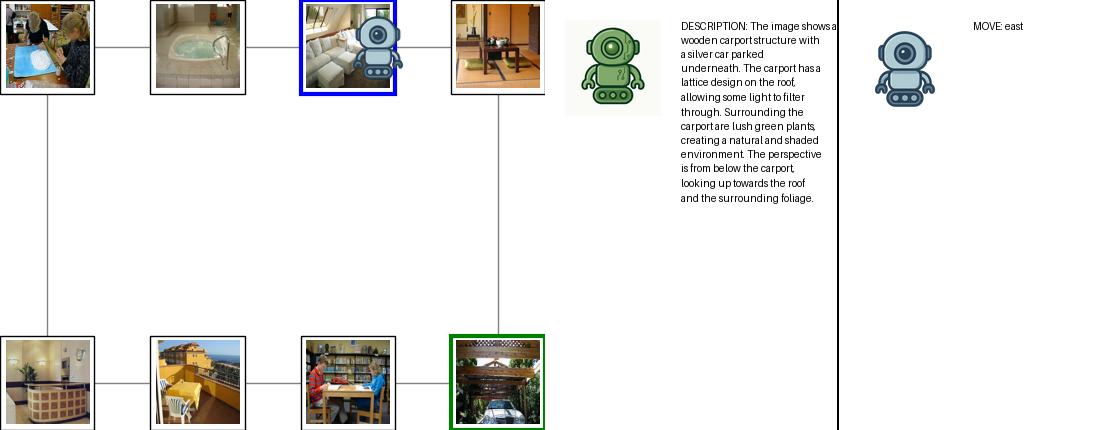 DESCRIPTION: The image shows a
wooden carport structure with
a silver car parked
underneath. The carport has a
lattice design on the roof,
allowing some light to filter
through. Surrounding the
carport are lush green plants,
creating a natural and shaded
environment. The perspective
is from below the carport,
looking up towards the roof
and the surrounding foliage.
MOVE: east